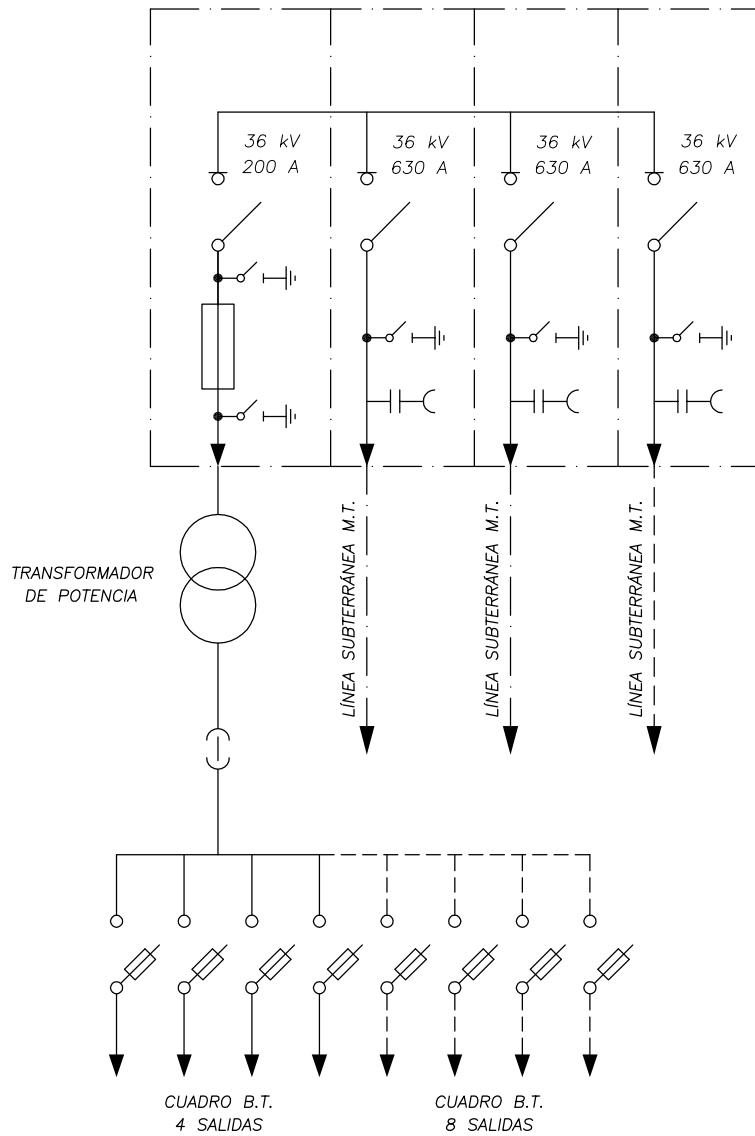 36 kV
200 A
36 kV
630 A
36 kV
630 A
36 kV
630 A
TRANSFORMADOR
DE POTENCIA
LÍNEA SUBTERRÁNEA M.T.
LÍNEA SUBTERRÁNEA M.T.
LÍNEA SUBTERRÁNEA M.T.
CUADRO B.T.
4 SALIDAS
CUADRO B.T.
8 SALIDAS